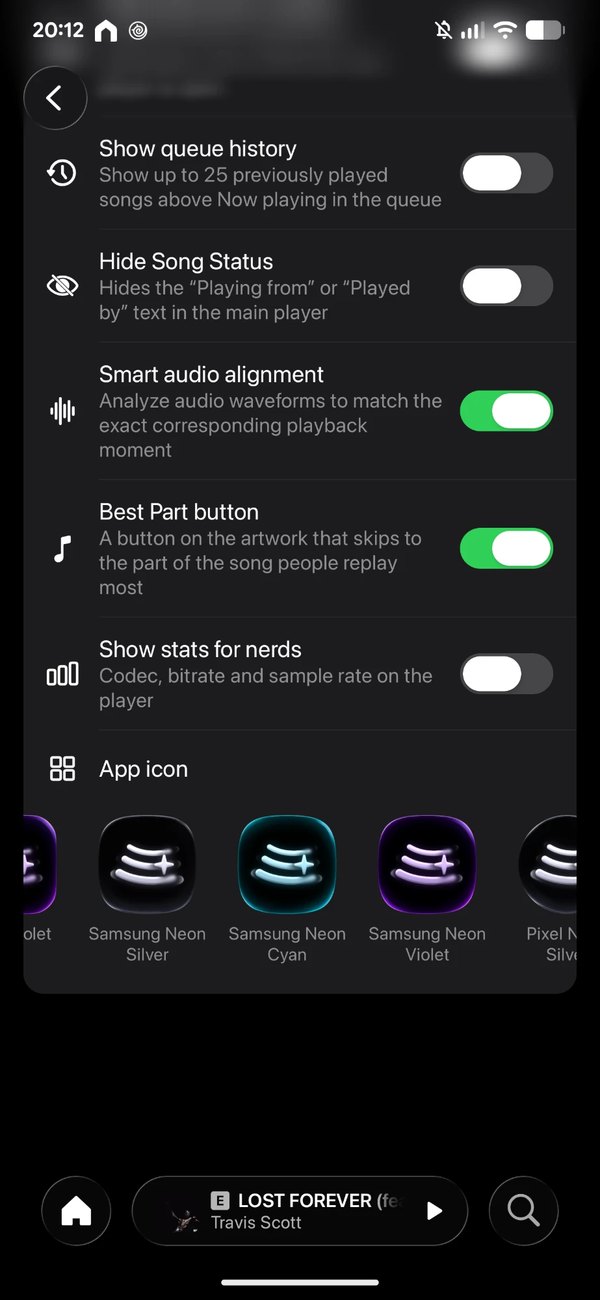 20:12
Show queue history
Show up to 25 previously played
songs above Now playing in the queue
Hide Song Status
Hides the “Playing from” or “Played
by” text in the main player
Smart audio alignment
Analyze audio waveforms to match the
exact corresponding playback
moment
Best Part button
A button on the artwork that skips to
the part of the song people replay
most
Show stats for nerds
Codec, bitrate and sample rate on the
player
App icon
olet
Samsung Neon
Silver
Samsung Neon
Cyan
Samsung Neon
Violet
Pixel N
Silve
E LOST FOREVER (fea
Travis Scott